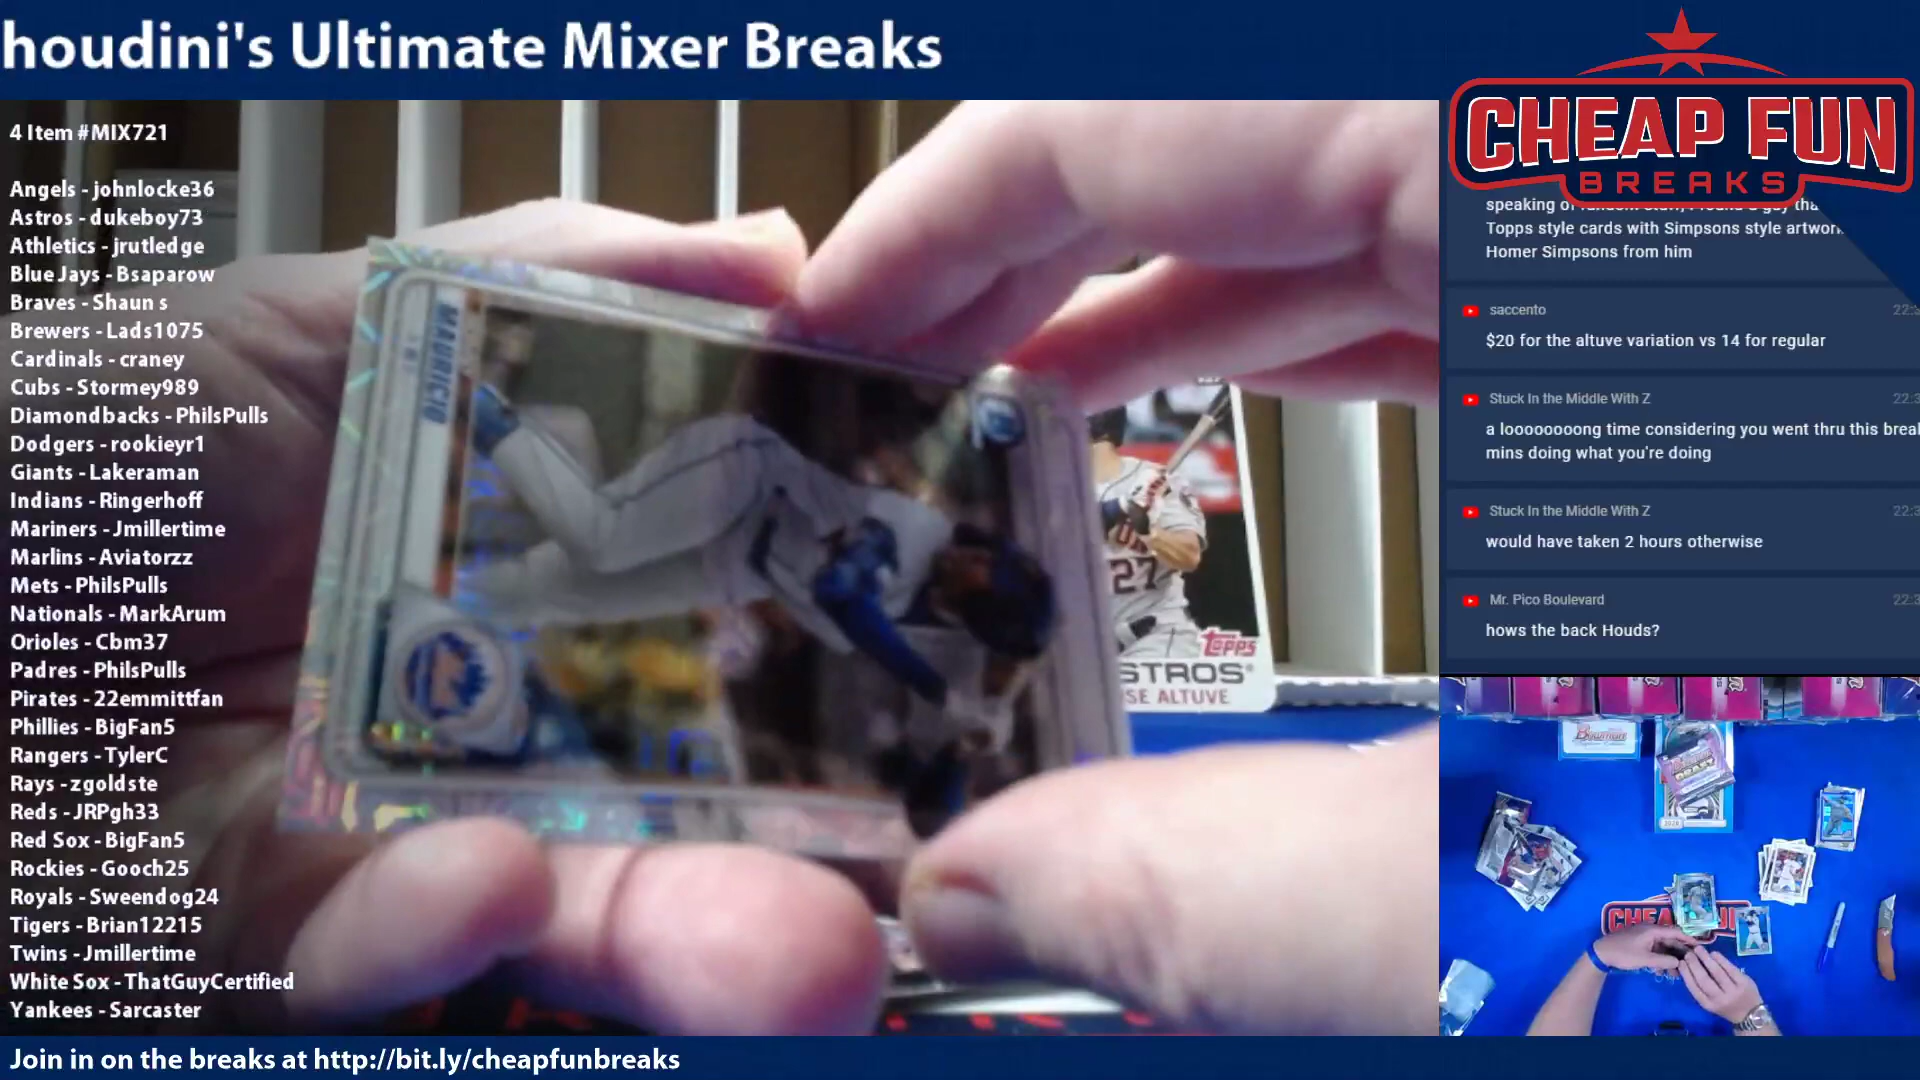 houdini's Ultimate Mixer Breaks
CHEAP FUN
BREAKS
4 Item #MIX721
Angels - johnlocke36
Astros - dukeboy73
Athletics - jrutledge
Blue Jays - Bsaparow
Braves - Shaun s
Brewers - Lads1075
Cardinals - craney
Cubs - Stormey989
Diamondbacks - PhilsPulls
Dodgers - rookieyr1
Giants - Lakeraman
Indians - Ringerhoff
Mariners - Jmillertime
Marlins - Aviatorzz
Mets - PhilsPulls
Nationals - MarkArum
Orioles - Cbm37
Padres - PhilsPulls
Pirates - 22emmittfan
Phillies - BigFan5
Rangers - TylerC
Rays - zgoldste
Reds - JRPgh33
Red Sox - BigFan5
Rockies - Gooch25
Royals - Sweendog24
Tigers - Brian12215
Twins - Jmillertime
White Sox - ThatGuyCertified
Yankees - Sarcaster
MAURICIO
27
Topps
STROS
SE ALTUVE
speaking of
Topps style cards with Simpsons style
Homer Simpsons from him
saccento
$20 for the altuve variation vs 14 for regular
Stuck In the Middle With Z
a loooooooong time considering you went thru this
mins doing what you're doing
Stuck In the Middle With Z
would have taken 2 hours otherwise
Mr. Pico Boulevard
hows the back Houds?
BOWMAN
DRAFT
CHEAP
Join in on the breaks at http://bit.ly/cheapfunbreaks